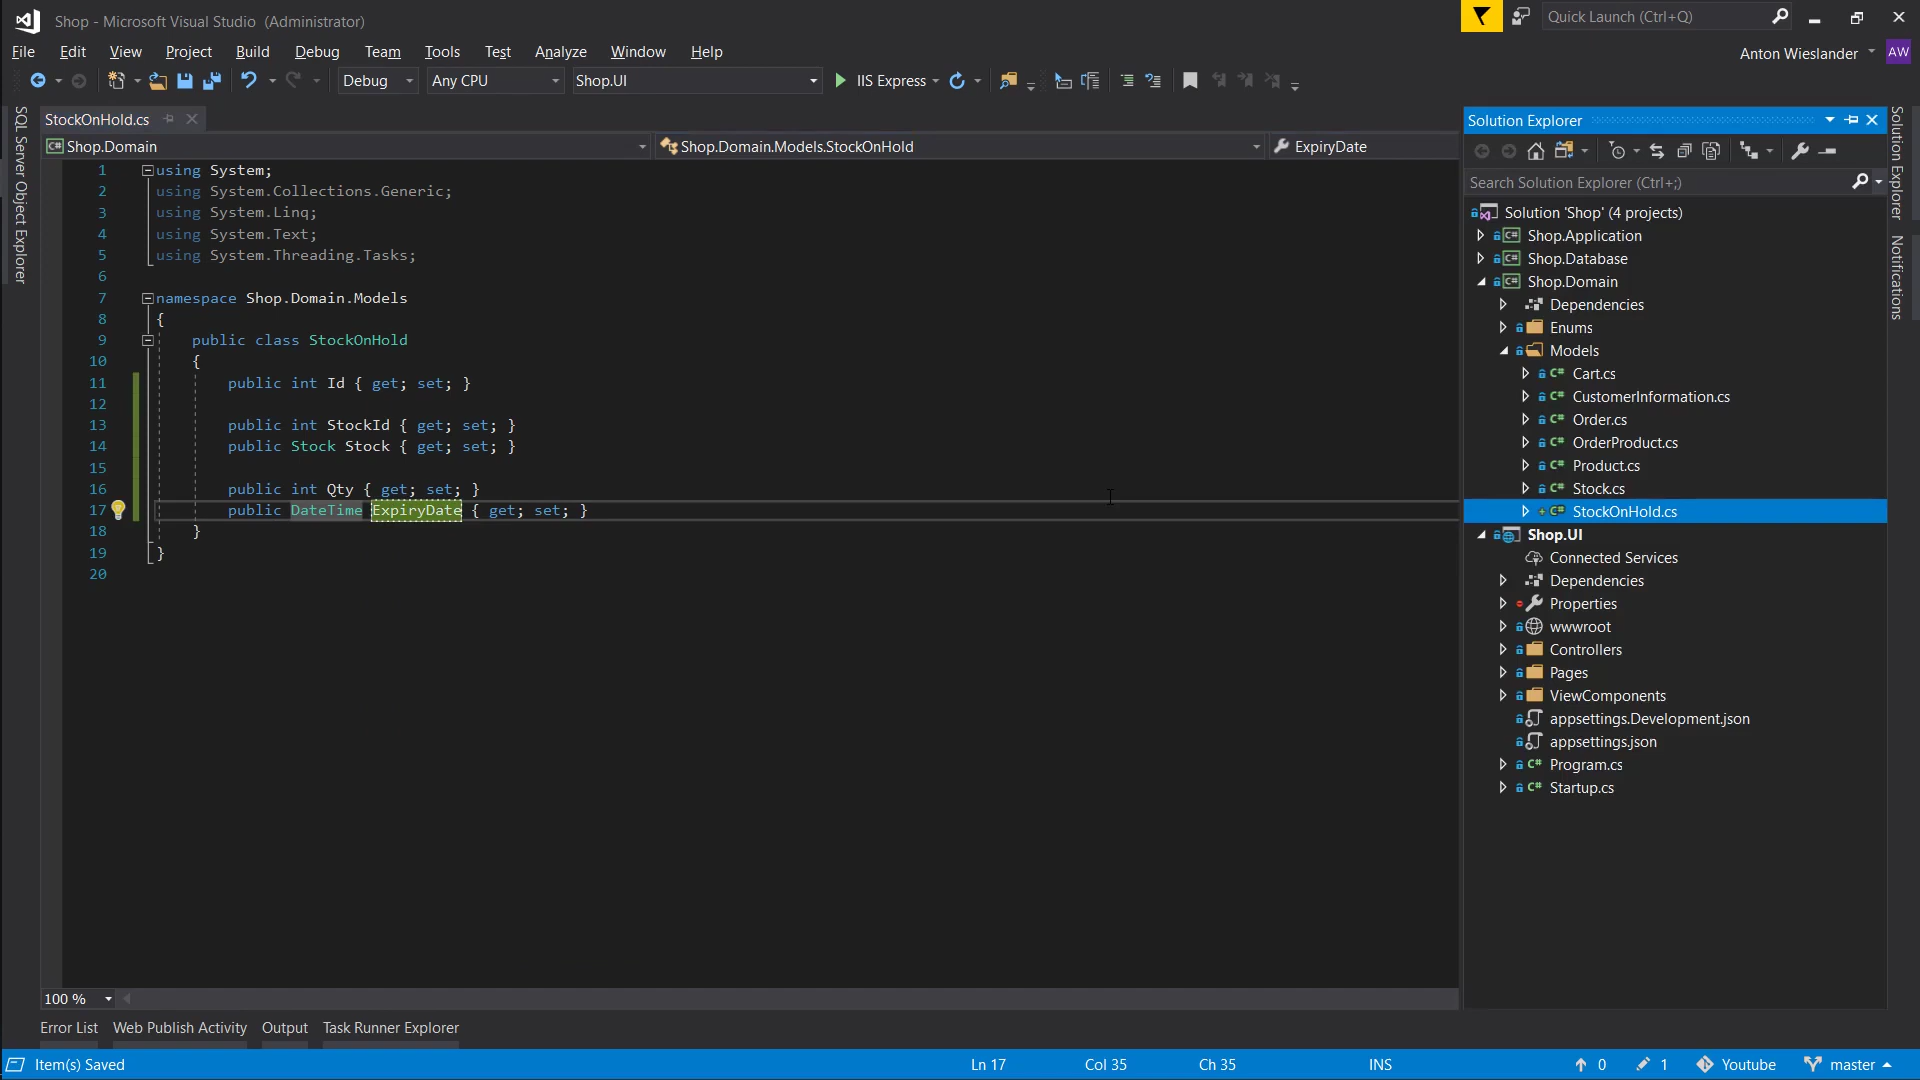 Shop - Microsoft Visual Studio (Administrator)
Quick Launch (Ctrl+Q)
File Edit View Project Build Debug Team Tools Test Analyze Window Help
Anton Wieslander AW
Debug Any CPU Shop.UI IIS Express
SQL Server Object Explorer
StockOnHold.cs
Shop.Domain Shop.Domain.Models.StockOnHold ExpiryDate
1 using System;
2 using System.Collections.Generic;
3 using System.Linq;
4 using System.Text;
5 using System.Threading.Tasks;
6
7 namespace Shop.Domain.Models
8 {
9 public class StockOnHold
10 {
11 public int Id { get; set; }
12
13 public int StockId { get; set; }
14 public Stock Stock { get; set; }
15
16 public int Qty { get; set; }
17 public DateTime ExpiryDate { get; set; }
18 }
19 }
20
100 %
Solution Explorer
Search Solution Explorer (Ctrl+;)
Solution 'Shop' (4 projects)
C# Shop.Application
C# Shop.Database
C# Shop.Domain
Dependencies
Enums
Models
C# Cart.cs
C# CustomerInformation.cs
C# Order.cs
C# OrderProduct.cs
C# Product.cs
C# Stock.cs
C# StockOnHold.cs
Shop.UI
Connected Services
Dependencies
Properties
wwwroot
Controllers
Pages
ViewComponents
appsettings.Development.json
appsettings.json
C# Program.cs
C# Startup.cs
Solution Explorer
Notifications
Error List Web Publish Activity Output Task Runner Explorer
Item(s) Saved Ln 17 Col 35 Ch 35 INS 0 1 Youtube master